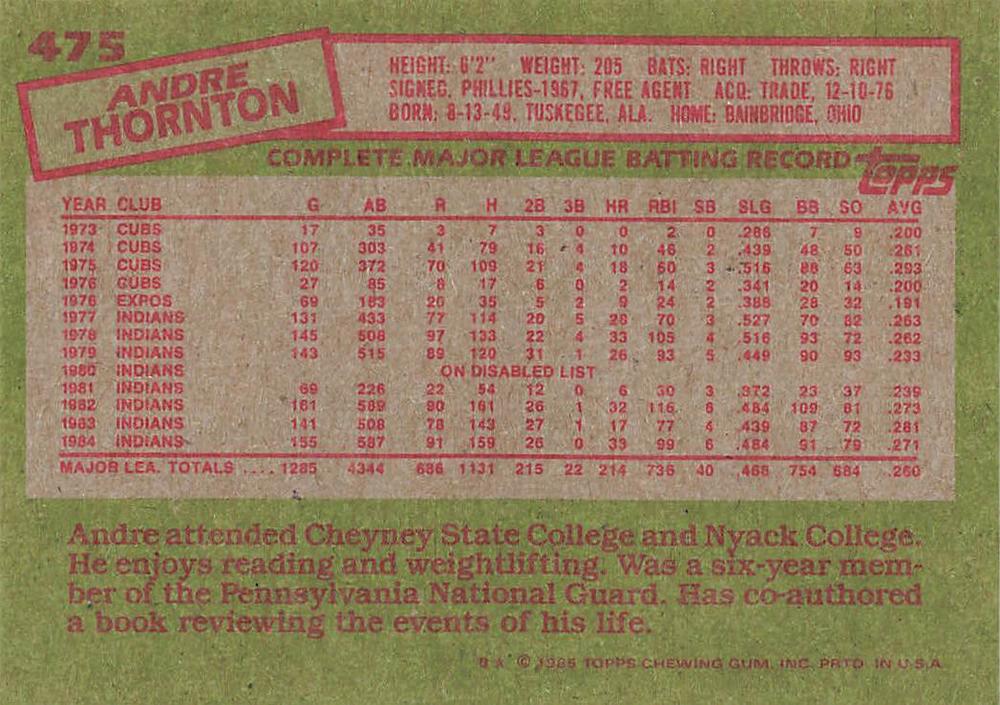 475
ANDRE
THORNTON
HEIGHT: 6'2" WEIGHT: 205 BATS: RIGHT THROWS: RIGHT
SIGNED, PHILLIES-1967, FREE AGENT ACQ: TRADE, 12-10-76
BORN: 8-13-49, TUSKEGEE, ALA. HOME: BAINBRIDGE, OHIO
COMPLETE MAJOR LEAGUE BATTING RECORD topps
YEAR CLUB G AB R H 2B 3B HR RBI SB SLG BB SO AVG
1973 CUBS 17 35 3 7 3 0 0 2 0 .286 7 9 .200
1974 CUBS 107 303 41 79 16 4 10 46 2 .439 48 50 .261
1975 CUBS 120 372 70 109 21 4 18 60 3 .516 88 63 .293
1976 CUBS 27 85 8 17 6 0 2 14 2 .341 20 14 .200
1976 EXPOS 69 183 20 35 5 2 9 24 2 .388 28 32 .191
1977 INDIANS 131 433 77 114 20 5 28 70 3 .527 70 82 .263
1978 INDIANS 145 508 97 133 22 4 33 105 4 .516 93 72 .262
1979 INDIANS 143 515 89 120 31 1 26 93 5 .449 90 93 .233
1980 INDIANS ON DISABLED LIST
1981 INDIANS 69 226 22 54 12 0 6 30 3 .372 23 37 .239
1982 INDIANS 161 589 90 161 26 1 32 116 6 .484 109 81 .273
1983 INDIANS 141 508 78 143 27 1 17 77 4 .439 87 72 .281
1984 INDIANS 155 587 91 159 26 0 33 99 6 .484 91 79 .271
MAJOR LEA. TOTALS .... 1285 4344 686 1131 215 22 214 736 40 .468 754 684 .260
Andre attended Cheyney State College and Nyack College.
He enjoys reading and weightlifting. Was a six-year mem-
ber of the Pennsylvania National Guard. Has co-authored
a book reviewing the events of his life.
★ © 1985 TOPPS CHEWING GUM, INC. PRTD. IN U.S.A.